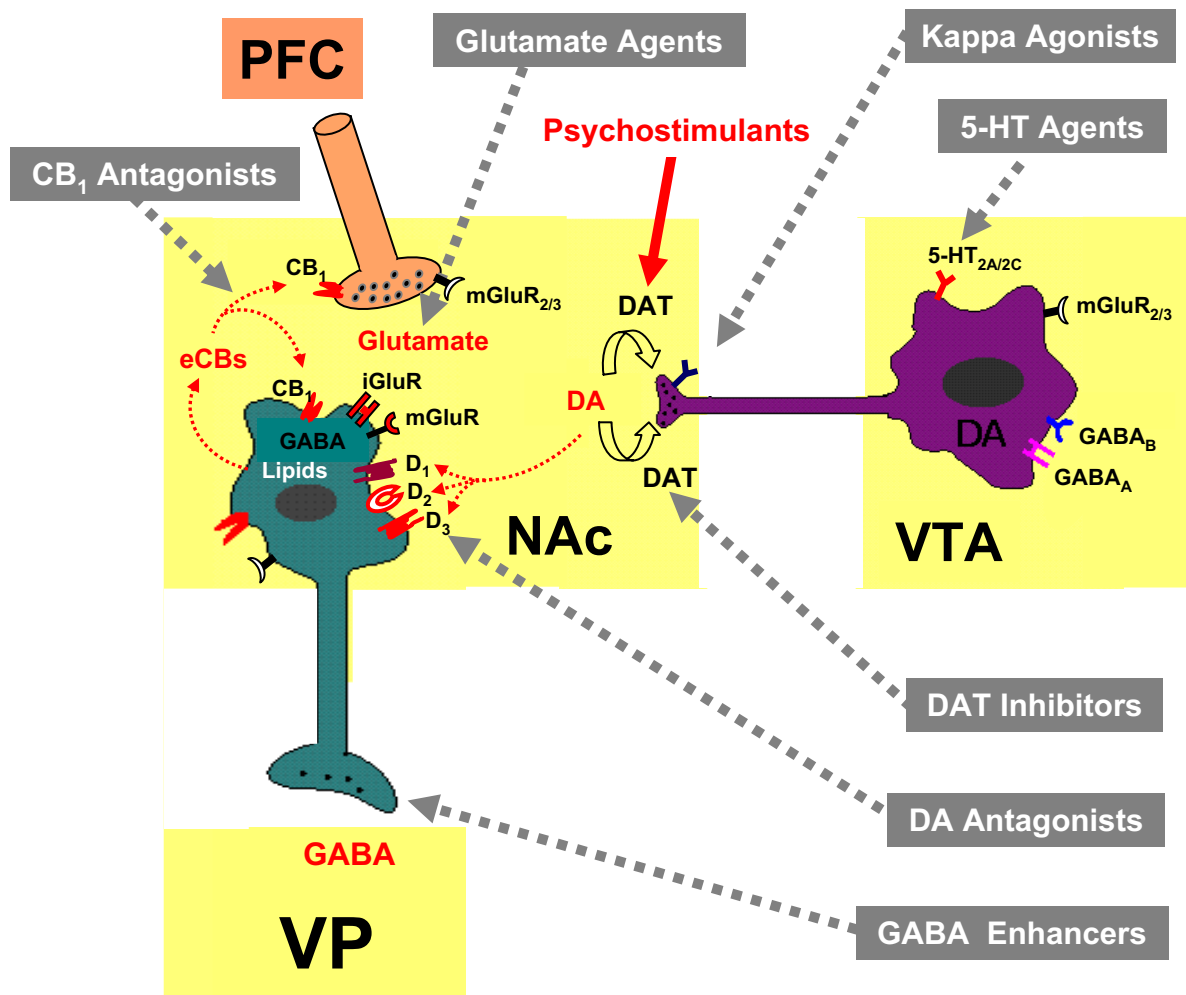 PFC
Glutamate Agents
Kappa Agonists
Psychostimulants
5-HT Agents
CB₁ Antagonists
5-HT₂A/₂C
CB₁
mGluR₂/₃
DAT
mGluR₂/₃
Glutamate
eCBs
iGluR
CB₁
mGluR
DA
GABA
DA
GABA_B
Lipids
D₁
DAT
GABA_A
D₂
D₃
NAc
VTA
DAT Inhibitors
DA Antagonists
GABA
GABA Enhancers
VP